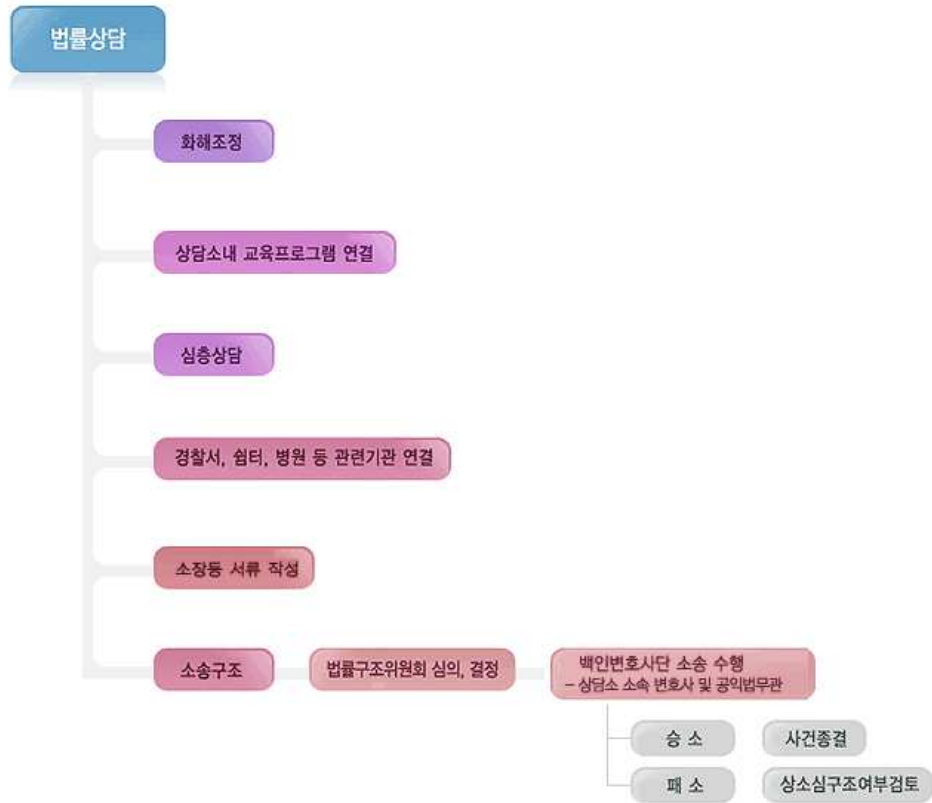 법률상담
화해조정
상담소내 교육프로그램 연결
심층상담
경찰서, 쉼터, 병원 등 관련기관 연결
소장등 서류 작성
소송구조
법률구조위원회 심의, 결정
백인변호사단 소송 수행
– 상담소 소속 변호사 및 공익법무관
승 소
사건종결
패 소
상소심구조여부검토